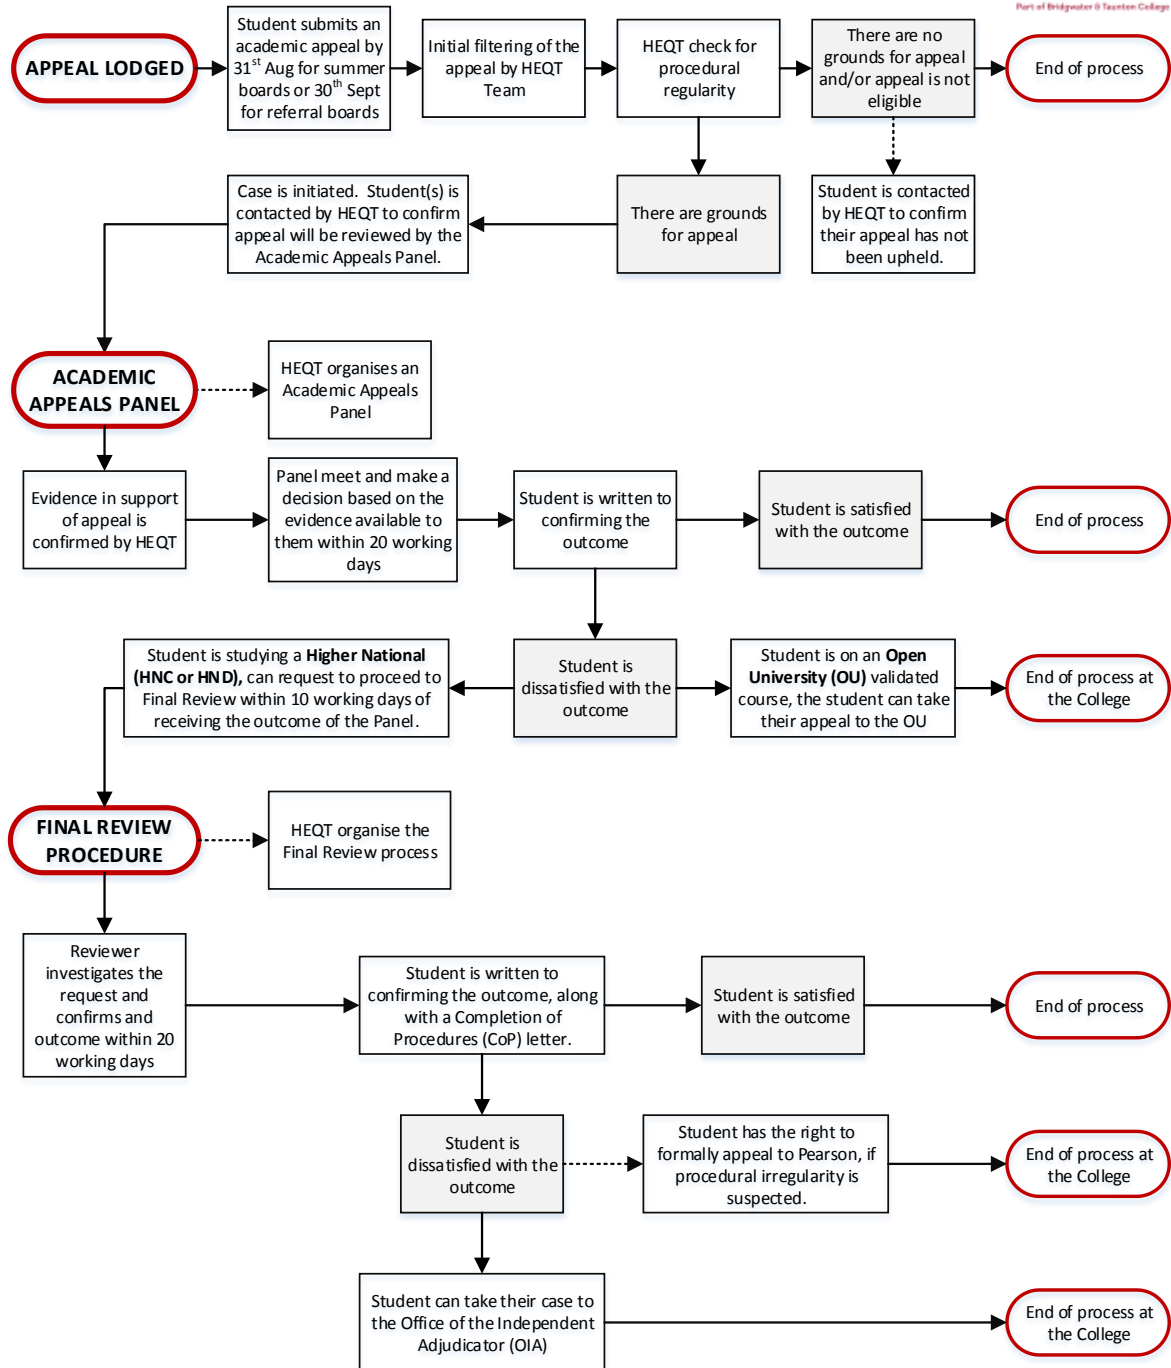 Part of Bridgwater & Taunton College
APPEAL LODGED
Student submits an
academic appeal by
31st Aug for summer
boards or 30th Sept
for referral boards
Initial filtering of the
appeal by HEQT
Team
HEQT check for
procedural
regularity
There are no
grounds for appeal
and/or appeal is not
eligible
End of process
Case is initiated. Student(s) is
contacted by HEQT to confirm
appeal will be reviewed by the
Academic Appeals Panel.
There are grounds
for appeal
Student is contacted
by HEQT to confirm
their appeal has not
been upheld.
ACADEMIC
APPEALS PANEL
HEQT organises an
Academic Appeals
Panel
Evidence in support
of appeal is
confirmed by HEQT
Panel meet and make a
decision based on the
evidence available to
them within 20 working
days
Student is written to
confirming the
outcome
Student is satisfied
with the outcome
End of process
Student is studying a Higher National
(HNC or HND), can request to proceed to
Final Review within 10 working days of
receiving the outcome of the Panel.
Student is
dissatisfied with the
outcome
Student is on an Open
University (OU) validated
course, the student can take
their appeal to the OU
End of process at
the College
FINAL REVIEW
PROCEDURE
HEQT organise the
Final Review process
Reviewer
investigates the
request and
confirms and
outcome within 20
working days
Student is written to
confirming the outcome, along
with a Completion of
Procedures (CoP) letter.
Student is satisfied
with the outcome
End of process
Student is
dissatisfied with the
outcome
Student has the right to
formally appeal to Pearson, if
procedural irregularity is
suspected.
End of process at
the College
Student can take their case to
the Office of the Independent
Adjudicator (OIA)
End of process at
the College